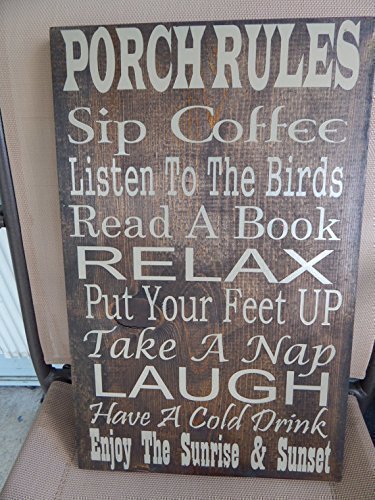 PORCH RULES
Sip Coffee
Listen To The Birds
Read A Book
RELAX
Put Your Feet UP
Take A Nap
LAUGH
Have A Cold Drink
Enjoy The Sunrise & Sunset